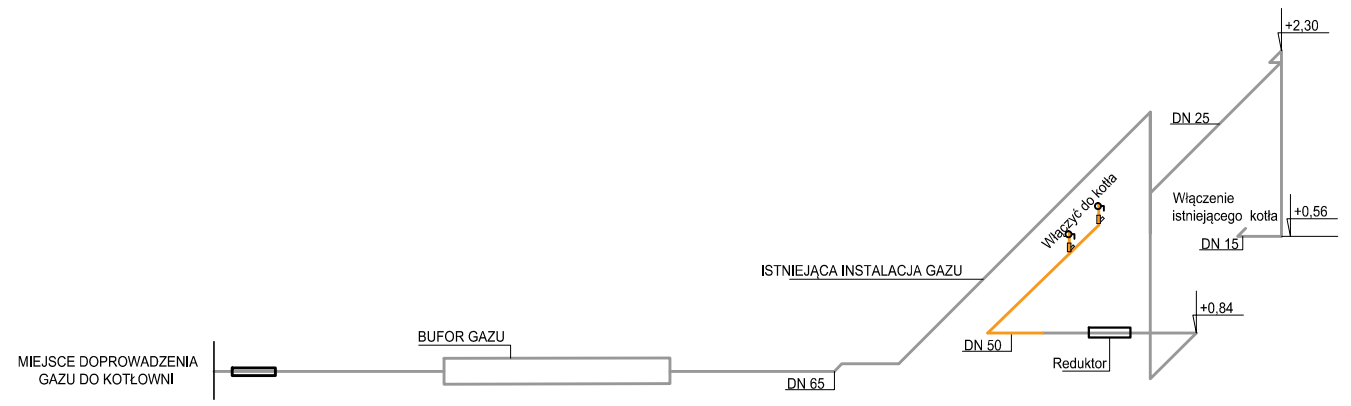 +2,30
DN 25
Włączyć do kotła
Włączenie
istniejącego kotła
+0,56
DN 15
ISTNIEJĄCA INSTALACJA GAZU
+0,84
BUFOR GAZU
DN 50
MIEJSCE DOPROWADZENIA
GAZU DO KOTŁOWNI
Reduktor
DN 65